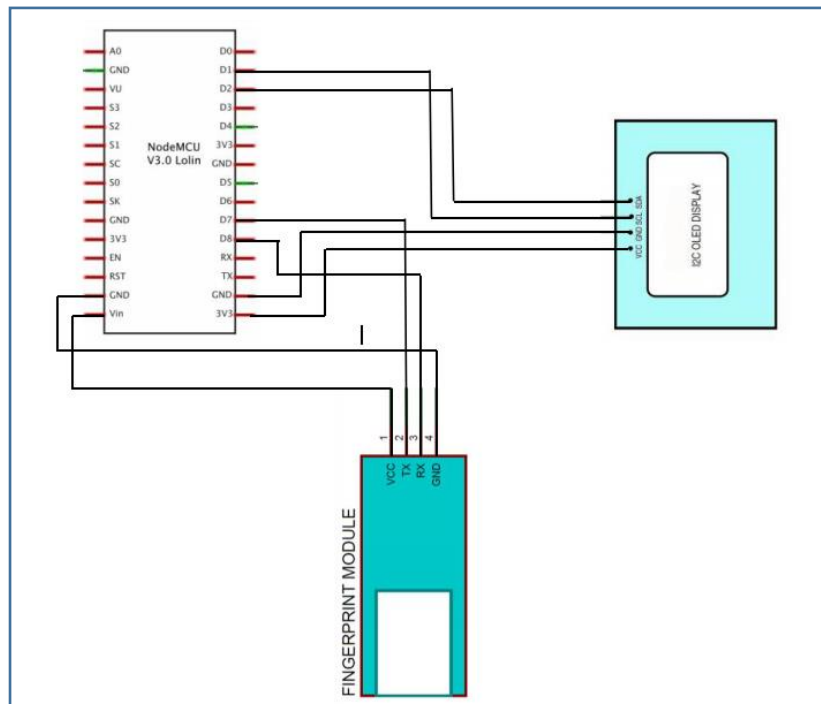 A0
GND
VU
S3
S2
S1
SC
S0
SK
GND
3V3
EN
RST
GND
Vin
NodeMCU
V3.0 Lolin
D0
D1
D2
D3
D4
3V3
GND
D5
D6
D7
D8
RX
TX
GND
3V3
SDA
SCL
GND
VCC
I2C OLED DISPLAY
1
2
3
4
VCC
TX
RX
GND
FINGERPRINT MODULE